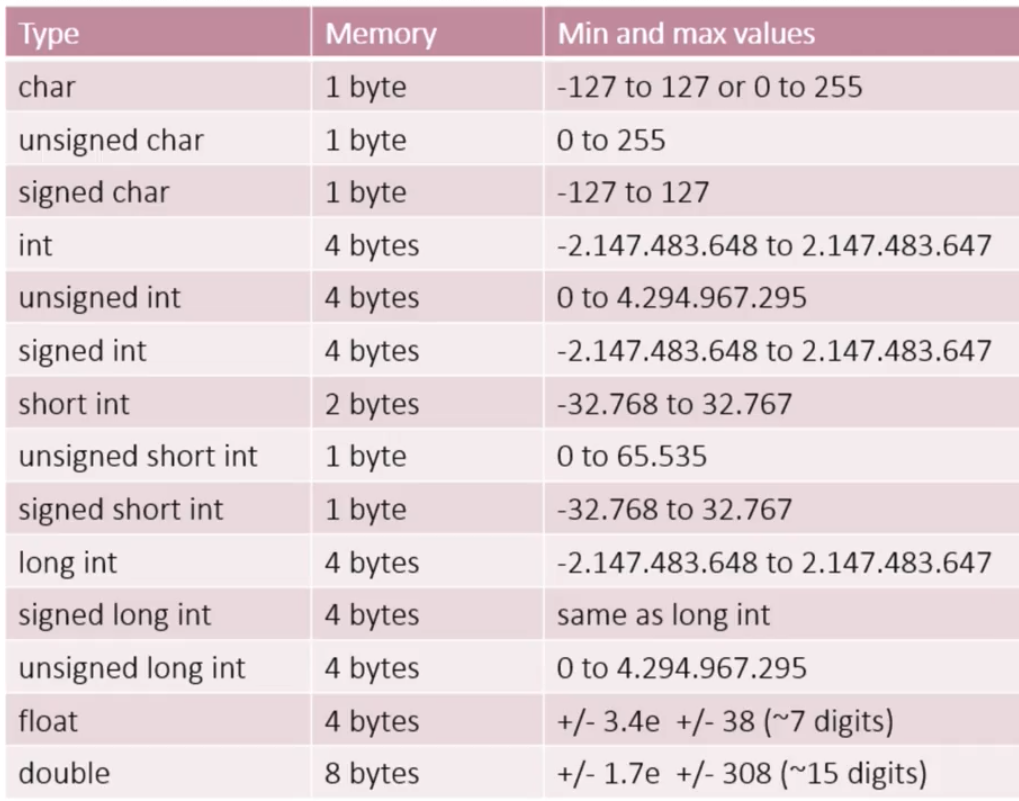 Type Memory Min and max values
char 1 byte -127 to 127 or 0 to 255
unsigned char 1 byte 0 to 255
signed char 1 byte -127 to 127
int 4 bytes -2.147.483.648 to 2.147.483.647
unsigned int 4 bytes 0 to 4.294.967.295
signed int 4 bytes -2.147.483.648 to 2.147.483.647
short int 2 bytes -32.768 to 32.767
unsigned short int 1 byte 0 to 65.535
signed short int 1 byte -32.768 to 32.767
long int 4 bytes -2.147.483.648 to 2.147.483.647
signed long int 4 bytes same as long int
unsigned long int 4 bytes 0 to 4.294.967.295
float 4 bytes +/- 3.4e +/- 38 (~7 digits)
double 8 bytes +/- 1.7e +/- 308 (~15 digits)